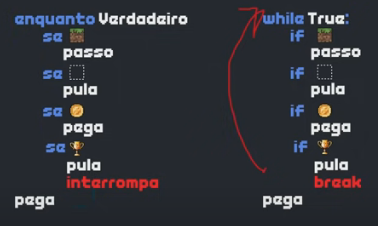 enquanto Verdadeiro
se
passo
se
pula
se
pega
se
pula
interrompa
pega
while True:
if
passo
if
pula
if
pega
if
pula
break
pega